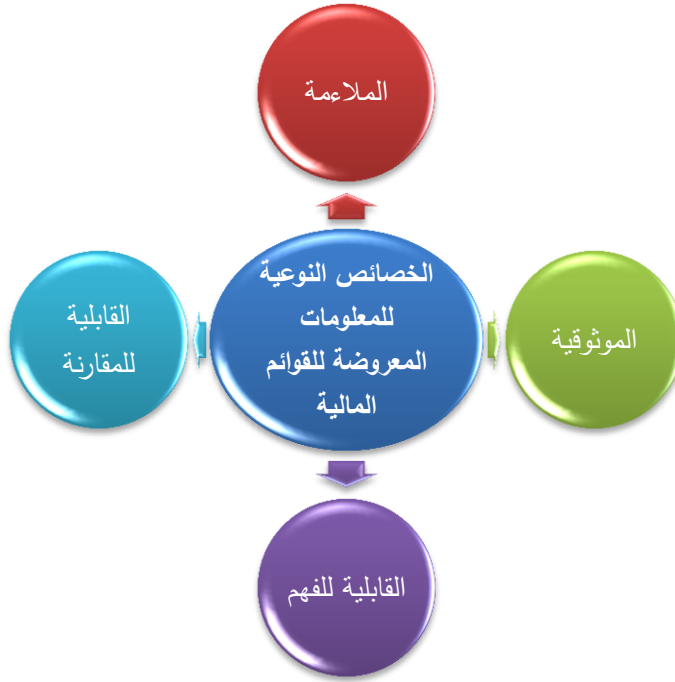 الملاءمة
الخصائص النوعية
للمعلومات
المعروضة للقوائم
المالية
الموثوقية
القابلية
للمقارنة
القابلية للفهم